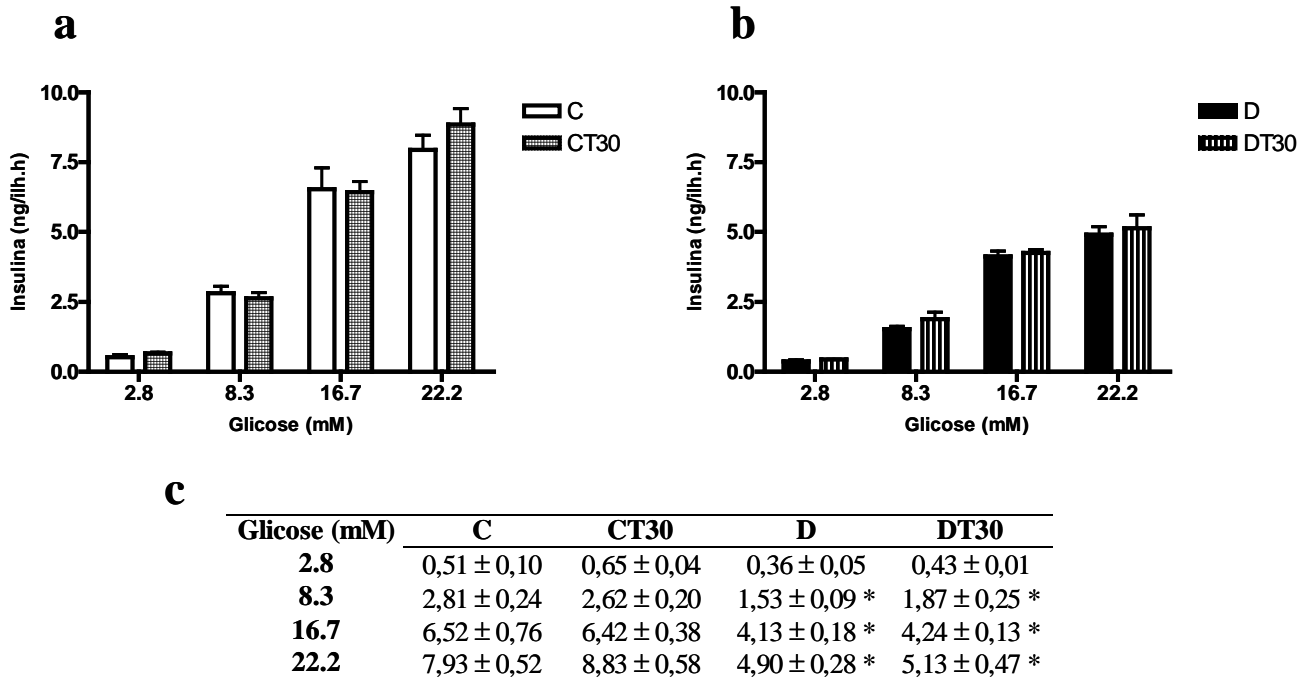 a
10.0
7.5
5.0
2.5
0.0
Insulina (ng/ilh.h)
2.8 8.3 16.7 22.2
Glicose (mM)
C
CT30
b
10.0
7.5
5.0
2.5
0.0
Insulina (ng/ilh.h)
2.8 8.3 16.7 22.2
Glicose (mM)
D
DT30
c
Glicose (mM) C CT30 D DT30
2.8 0,51 ± 0,10 0,65 ± 0,04 0,36 ± 0,05 0,43 ± 0,01
8.3 2,81 ± 0,24 2,62 ± 0,20 1,53 ± 0,09 * 1,87 ± 0,25 *
16.7 6,52 ± 0,76 6,42 ± 0,38 4,13 ± 0,18 * 4,24 ± 0,13 *
22.2 7,93 ± 0,52 8,83 ± 0,58 4,90 ± 0,28 * 5,13 ± 0,47 *